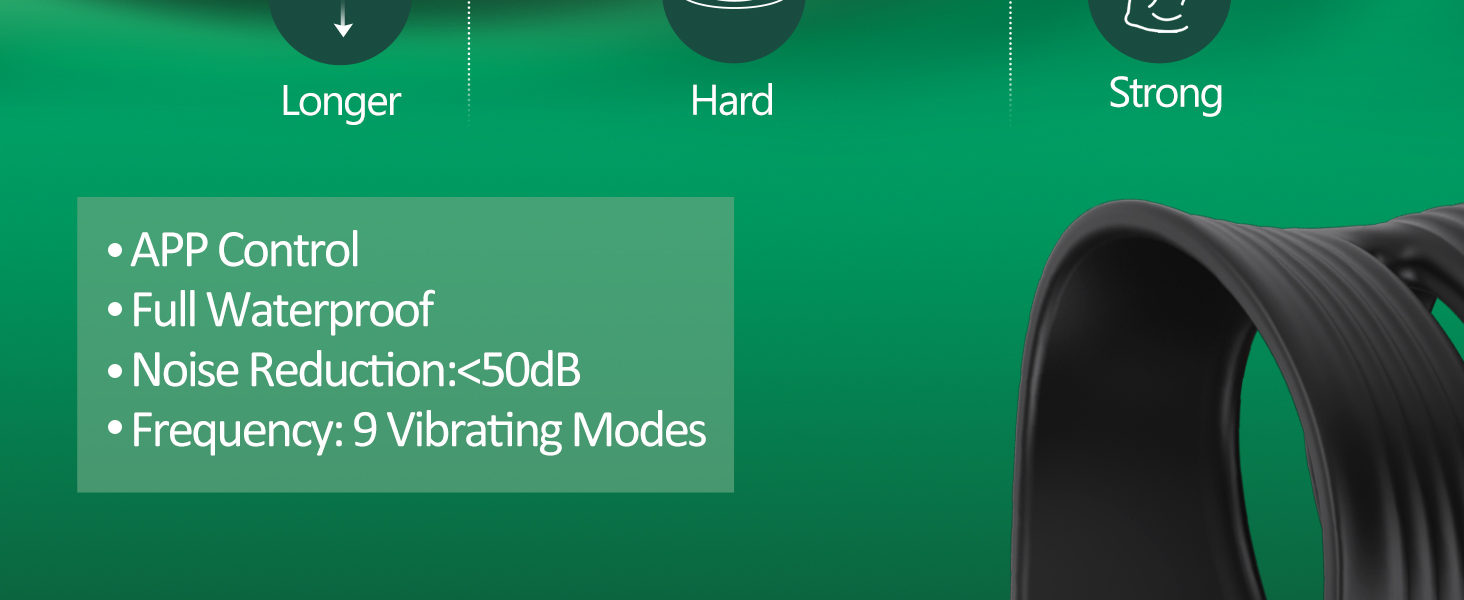 Longer
Hard
Strong
• APP Control
• Full Waterproof
• Noise Reduction:<50dB
• Frequency: 9 Vibrating Modes